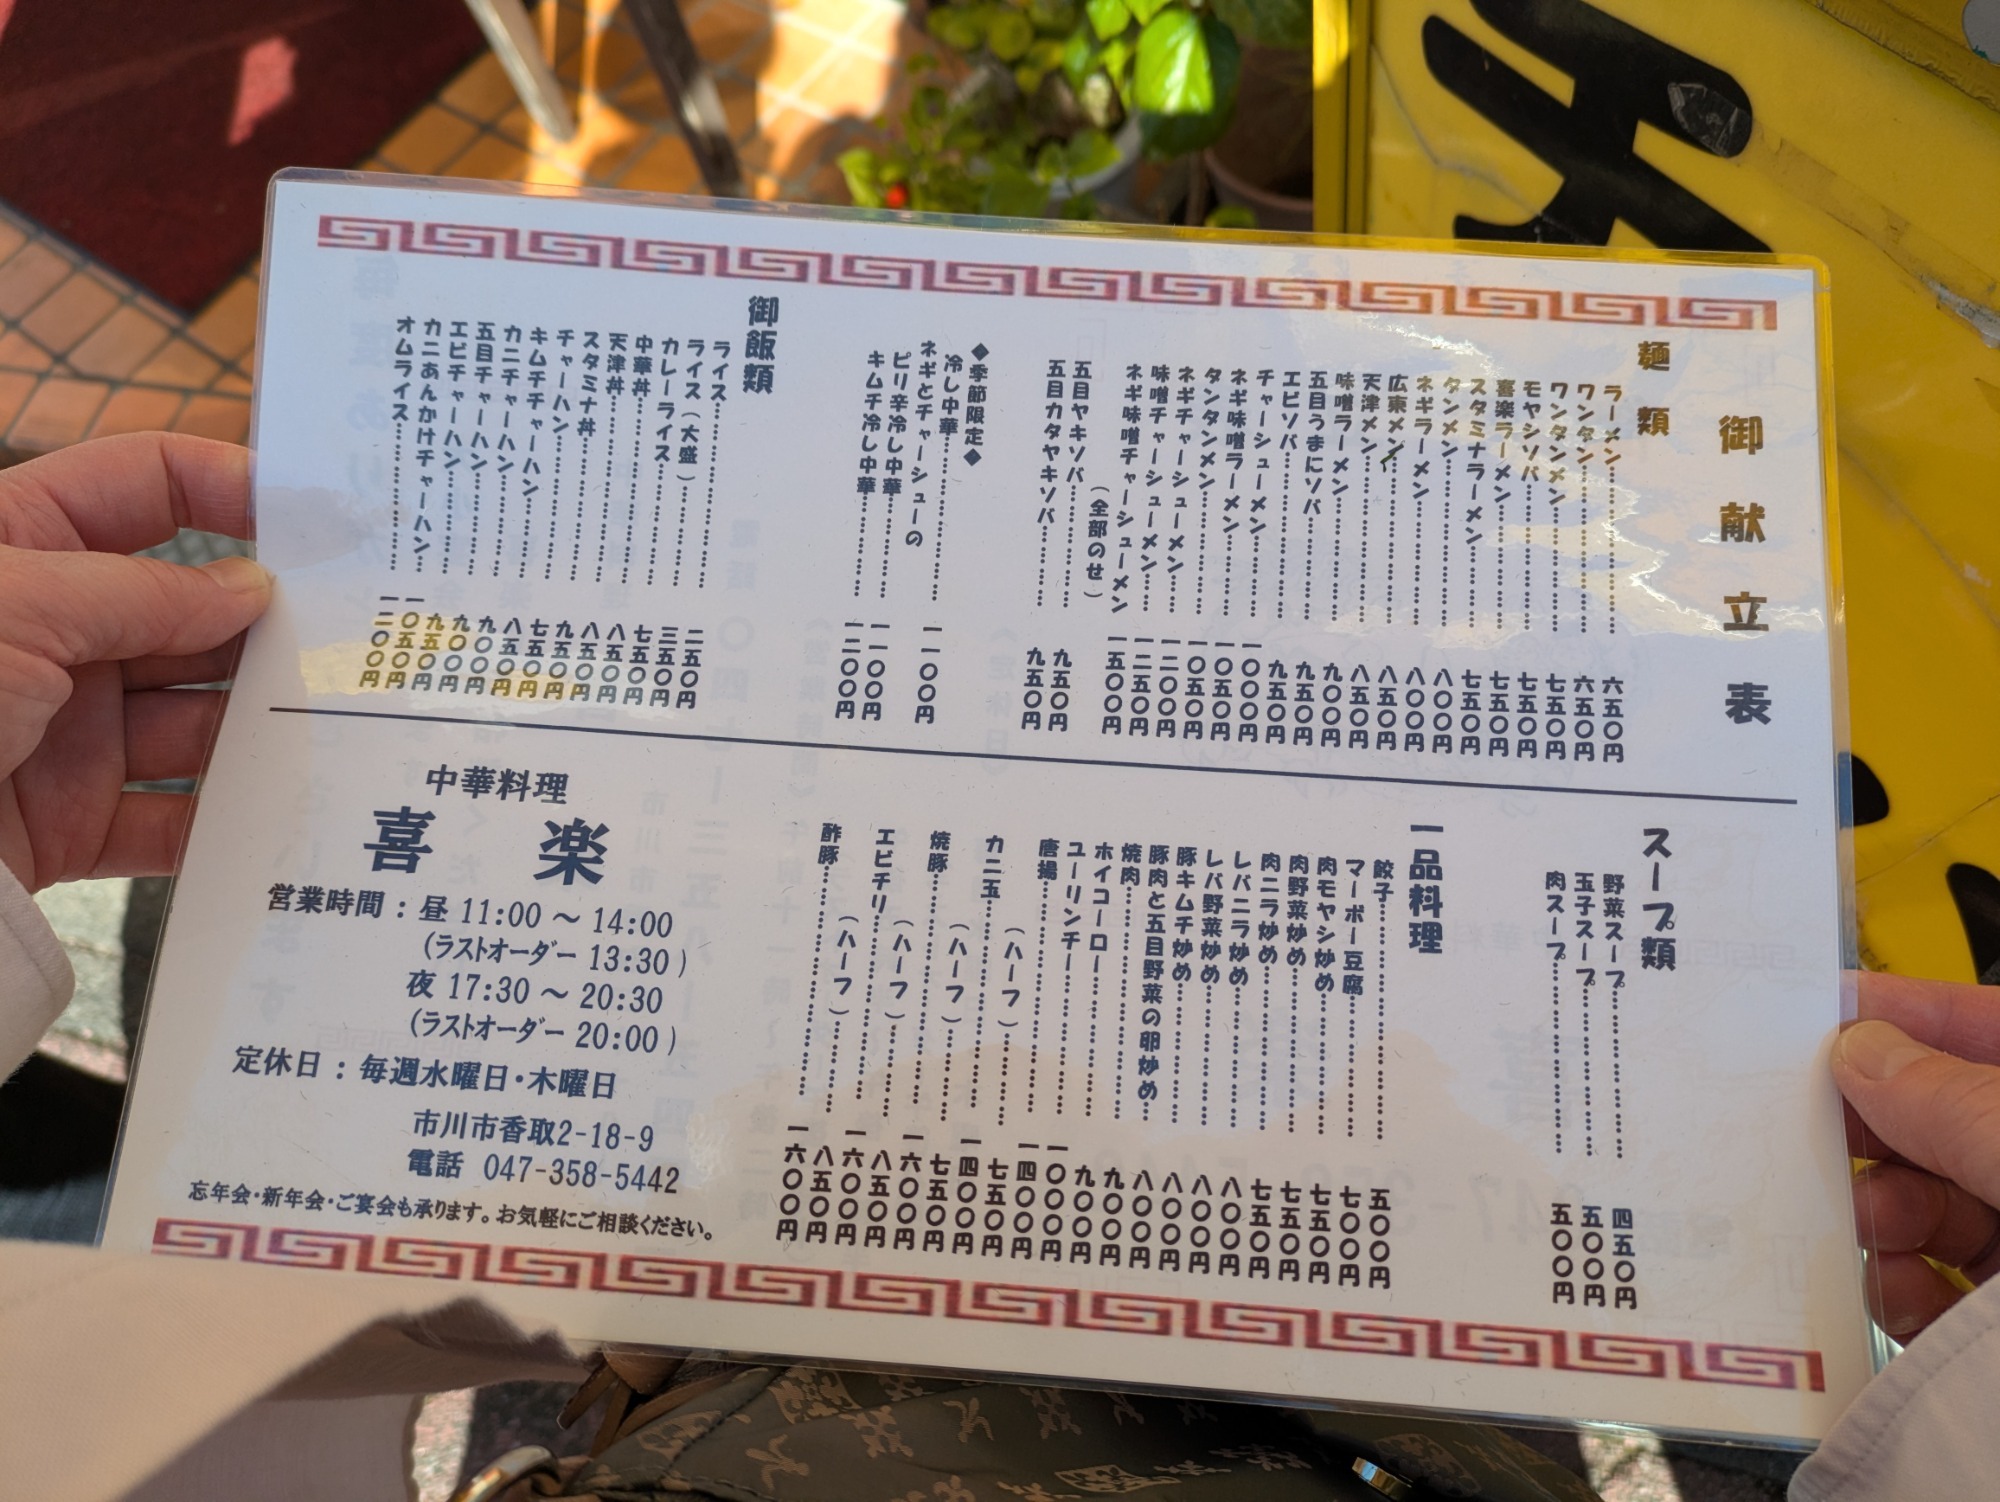 御献立表
麺類
ラーメン…………六五〇円
ワンタン…………六五〇円
ワンタンメン…………七五〇円
モヤシソバ…………七五〇円
喜楽ラーメン…………七五〇円
スタミナラーメン…………七五〇円
タンメン…………八〇〇円
ネギラーメン…………八〇〇円
広東メン…………八五〇円
天津メン…………八五〇円
味噌ラーメン…………九〇〇円
五目うまにソバ…………九五〇円
エビソバ…………九五〇円
チャーシューメン…………一〇〇〇円
ネギ味噌ラーメン…………一〇五〇円
タンタンメン…………一〇五〇円
ネギチャーシューメン……一二〇〇円
味噌チャーシューメン……一二五〇円
ネギ味噌チャーシューメン 一五〇〇円
(全部のせ)
五目ヤキソバ…………九五〇円
五目カタヤキソバ…………九五〇円
◆季節限定◆
冷し中華…………一一〇〇円
ネギとチャーシューの
ピリ辛冷し中華…………一一〇〇円
キムチ冷し中華…………一二〇〇円
御飯類
ライス…………二五〇円
ライス(大盛)…………三五〇円
カレーライス…………七五〇円
中華丼…………八五〇円
天津丼…………八五〇円
スタミナ丼…………九五〇円
チャーハン…………七五〇円
キムチチャーハン…………八五〇円
カニチャーハン…………九〇〇円
五目チャーハン…………九〇〇円
エビチャーハン…………九五〇円
カニあんかけチャーハン…一〇五〇円
オムライス…………一二〇〇円
スープ類
野菜スープ…………四五〇円
玉子スープ…………五〇〇円
肉スープ…………五〇〇円
一品料理
餃子…………五〇〇円
マーボー豆腐…………七〇〇円
肉モヤシ炒め…………七五〇円
肉野菜炒め…………七五〇円
肉ニラ炒め…………七五〇円
レバニラ炒め…………八〇〇円
レバ野菜炒め…………八〇〇円
豚キムチ炒め…………八〇〇円
豚肉と五目野菜の卵炒め…八〇〇円
焼肉…………九〇〇円
ホイコーロー…………九〇〇円
ユーリンチー…………一〇〇〇円
唐揚…………一四〇〇円
(ハーフ)…………七五〇円
カニ玉…………一四〇〇円
(ハーフ)…………七五〇円
焼豚…………一六〇〇円
(ハーフ)…………八五〇円
エビチリ…………一六〇〇円
(ハーフ)…………八五〇円
酢豚…………一六〇〇円
中華料理
喜楽
営業時間:昼 11:00 ～ 14:00
(ラストオーダー 13:30)
夜 17:30 ～ 20:30
(ラストオーダー 20:00)
定休日:毎週水曜日・木曜日
市川市香取2-18-9
電話 047-358-5442
忘年会・新年会・ご宴会も承ります。お気軽にご相談ください。